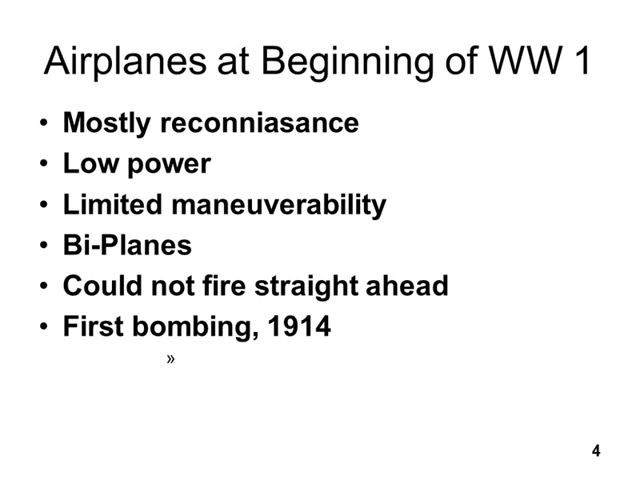 Airplanes at Beginning of WW 1
• Mostly reconniasance
• Low power
• Limited maneuverability
• Bi-Planes
• Could not fire straight ahead
• First bombing, 1914
»
4